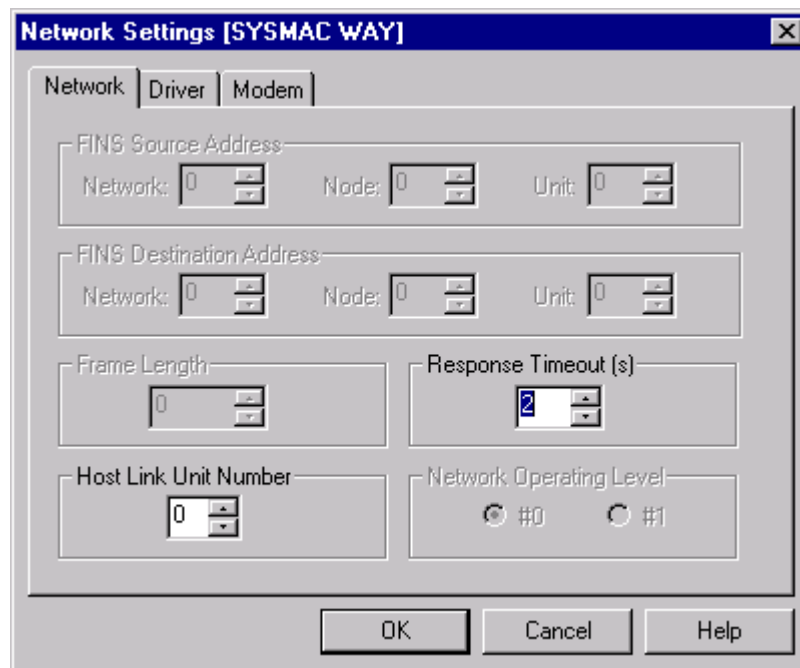 Network Settings [SYSMAC WAY]
Network Driver Modem
FINS Source Address
Network: 0 Node: 0 Unit: 0
FINS Destination Address
Network: 0 Node: 0 Unit: 0
Frame Length Response Timeout (s)
0 2
Host Link Unit Number Network Operating Level
0 #0 #1
OK Cancel Help